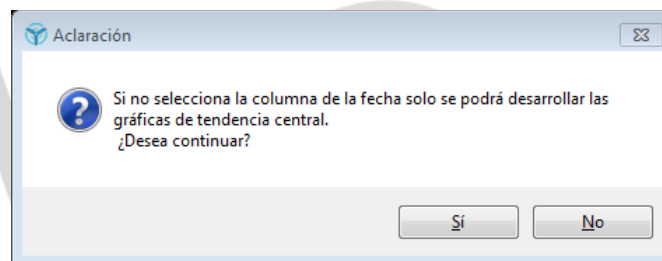 Aclaración
Si no selecciona la columna de la fecha solo se podrá desarrollar las
gráficas de tendencia central.
¿Desea continuar?
Sí
No